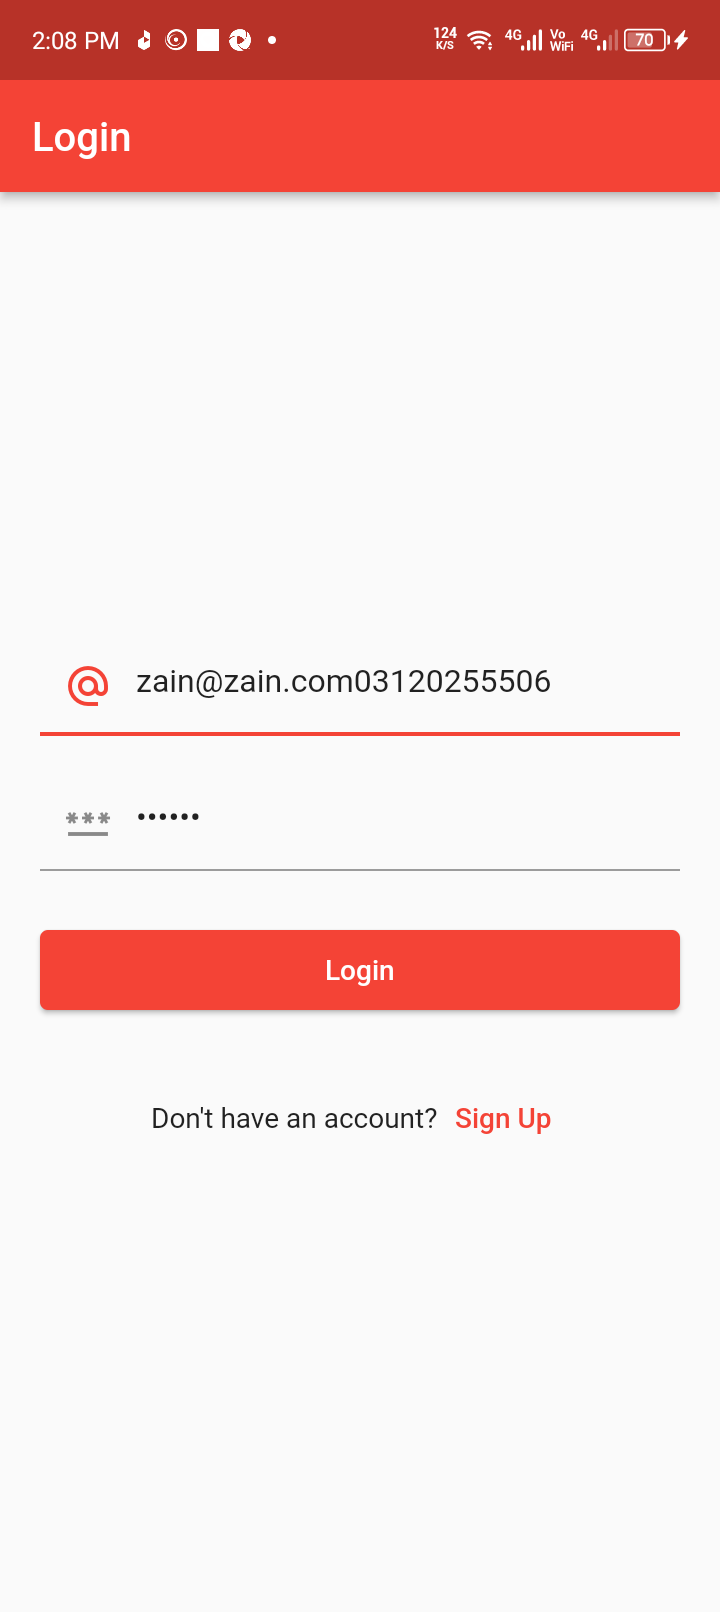 2:08 PM 124 K/S 4G Vo WiFi 4G 70
Login
zain@zain.com03120255506
*** ••••••
Login
Don't have an account? Sign Up